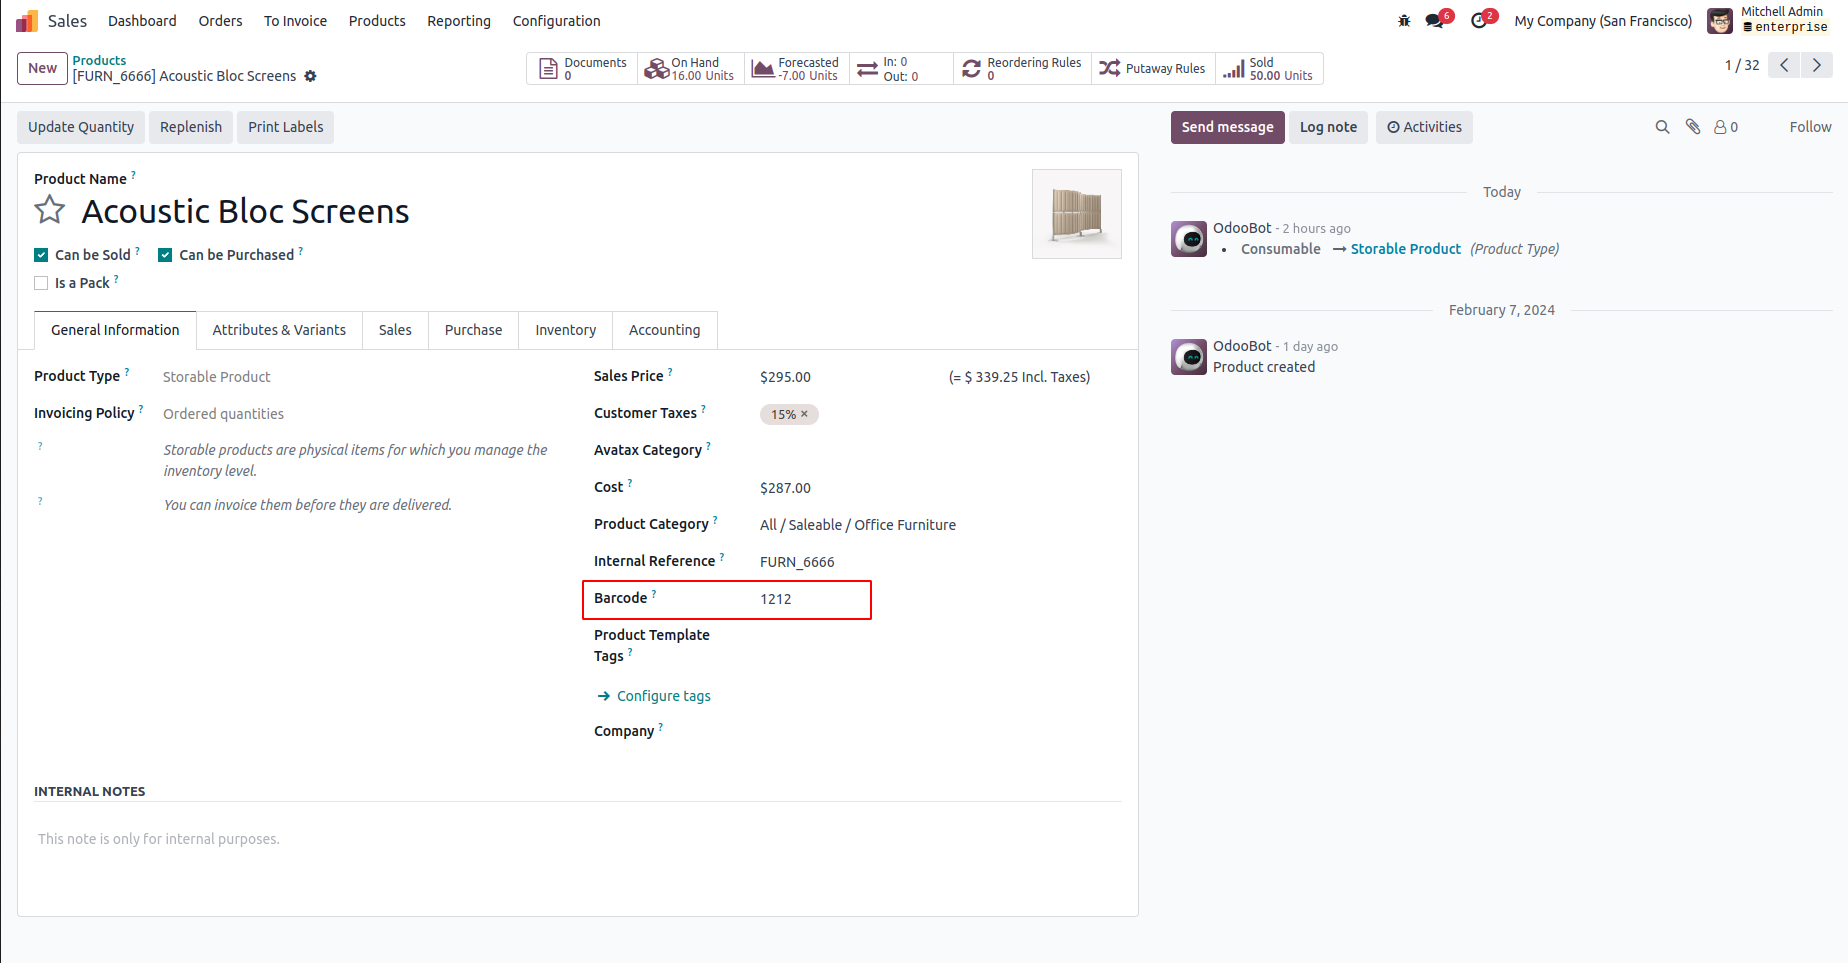 Sales Dashboard Orders To Invoice Products Reporting Configuration 6 2 My Company (San Francisco) Mitchell Admin
enterprise
New Products
[FURN_6666] Acoustic Bloc Screens
Documents
0
On Hand
16.00 Units
Forecasted
-7.00 Units
In: 0
Out: 0
Reordering Rules
0
Putaway Rules
Sold
50.00 Units
1 / 32
Update Quantity Replenish Print Labels
Send message Log note Activities 0 Follow
Product Name ?
Acoustic Bloc Screens
Can be Sold ? Can be Purchased ?
Is a Pack ?
General Information Attributes & Variants Sales Purchase Inventory Accounting
Product Type ? Storable Product
Invoicing Policy ? Ordered quantities
? Storable products are physical items for which you manage the
inventory level.
? You can invoice them before they are delivered.
Sales Price ? $295.00 (= $ 339.25 Incl. Taxes)
Customer Taxes ? 15% ×
Avatax Category ?
Cost ? $287.00
Product Category ? All / Saleable / Office Furniture
Internal Reference ? FURN_6666
Barcode ? 1212
Product Template
Tags ?
→ Configure tags
Company ?
INTERNAL NOTES
This note is only for internal purposes.
Today
OdooBot - 2 hours ago
• Consumable → Storable Product (Product Type)
February 7, 2024
OdooBot - 1 day ago
Product created